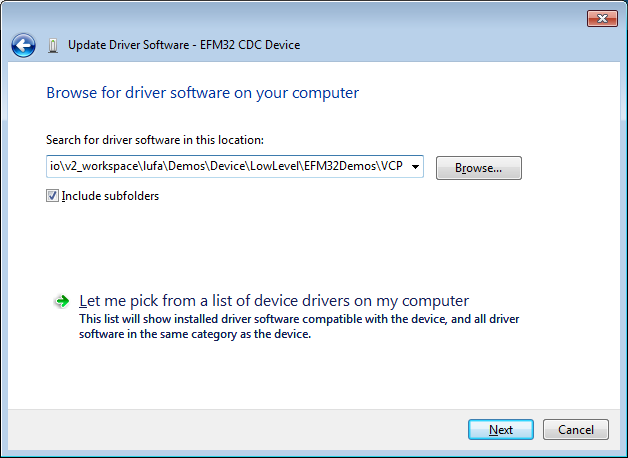 Update Driver Software - EFM32 CDC Device
Browse for driver software on your computer
Search for driver software in this location:
io\v2_workspace\lufa\Demos\Device\LowLevel\EFM32Demos\VCP
Browse...
Include subfolders
Let me pick from a list of device drivers on my computer
This list will show installed driver software compatible with the device, and all driver
software in the same category as the device.
Next
Cancel